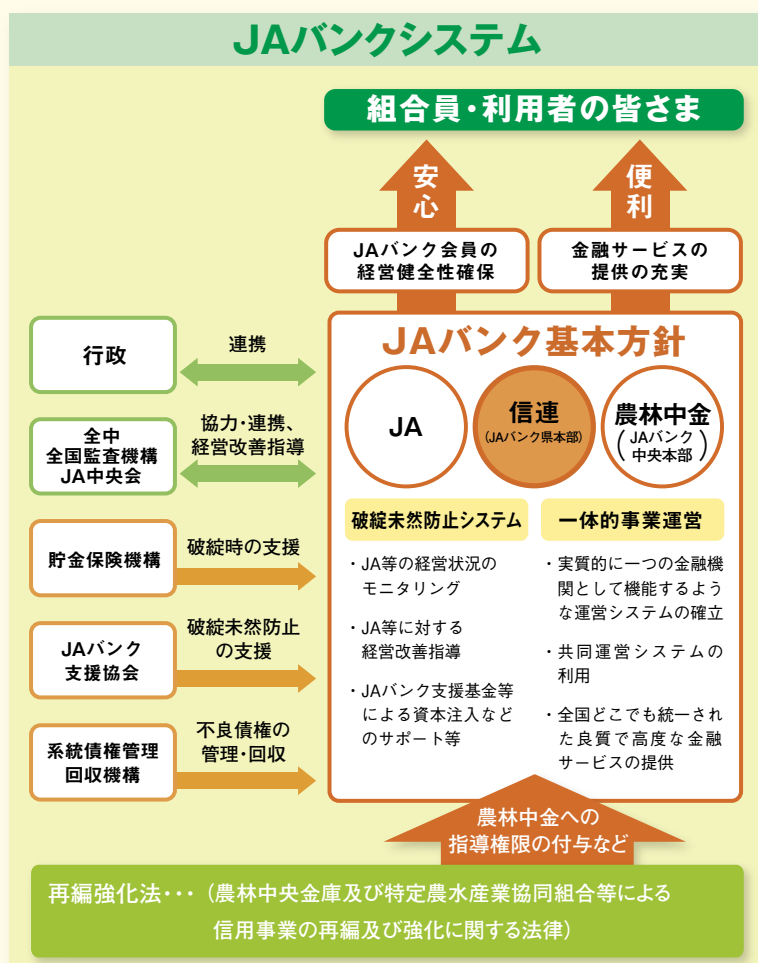 JAバンクシステム
組合員・利用者の皆さま
安心
便利
JAバンク会員の
経営健全性確保
金融サービスの
提供の充実
行政
連携
全中
全国監査機構
JA中央会
協力・連携、
経営改善指導
貯金保険機構
破綻時の支援
JAバンク
支援協会
破綻未然防止
の支援
系統債権管理
回収機構
不良債権の
管理・回収
JAバンク基本方針
JA
信連
(JAバンク県本部)
農林中金
(JAバンク
中央本部)
破綻未然防止システム
・JA等の経営状況の
モニタリング
・JA等に対する
経営改善指導
・JAバンク支援基金等
による資本注入など
のサポート等
一体的事業運営
・実質的に一つの金融機
関として機能するよう
な運営システムの確立
・共同運営システムの
利用
・全国どこでも統一され
た良質で高度な金融
サービスの提供
農林中金への
指導権限の付与など
再編強化法・・・（農林中央金庫及び特定農水産業協同組合等による
信用事業の再編及び強化に関する法律）